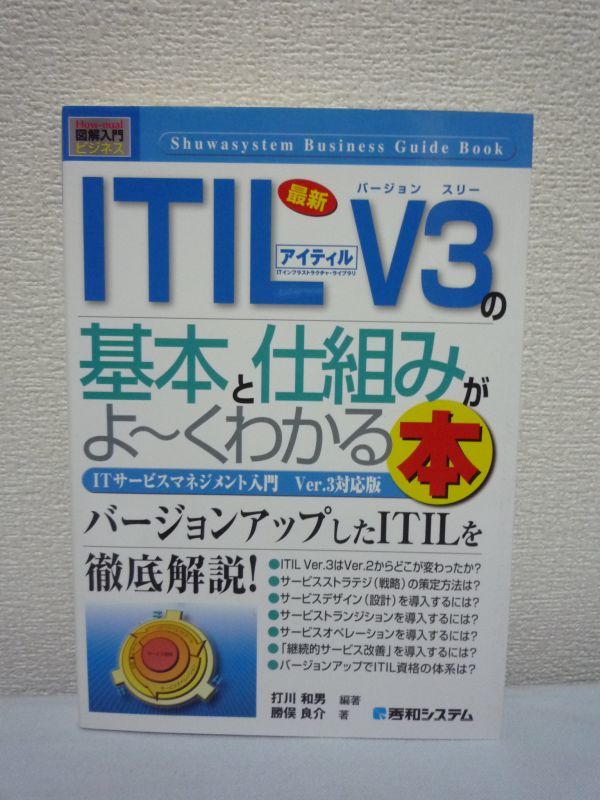 How-nual
図解入門
ビジネス
Shuwasystem Business Guide Book
最新
バージョン スリー
ITIL V3の
アイティル
ITインフラストラクチャ・ライブラリ
基本と仕組みが
よ〜くわかる本
ITサービスマネジメント入門 Ver.3対応版
バージョンアップしたITILを
徹底解説!
●ITIL Ver.3はVer.2からどこが変わったか?
●サービスストラテジ(戦略)の策定方法は?
●サービスデザイン(設計)を導入するには?
●サービストランジションを導入するには?
●サービスオペレーションを導入するには?
●「継続的サービス改善」を導入するには?
●バージョンアップでITIL資格の体系は?
打川 和男 編著
勝俣 良介 著
秀和システム